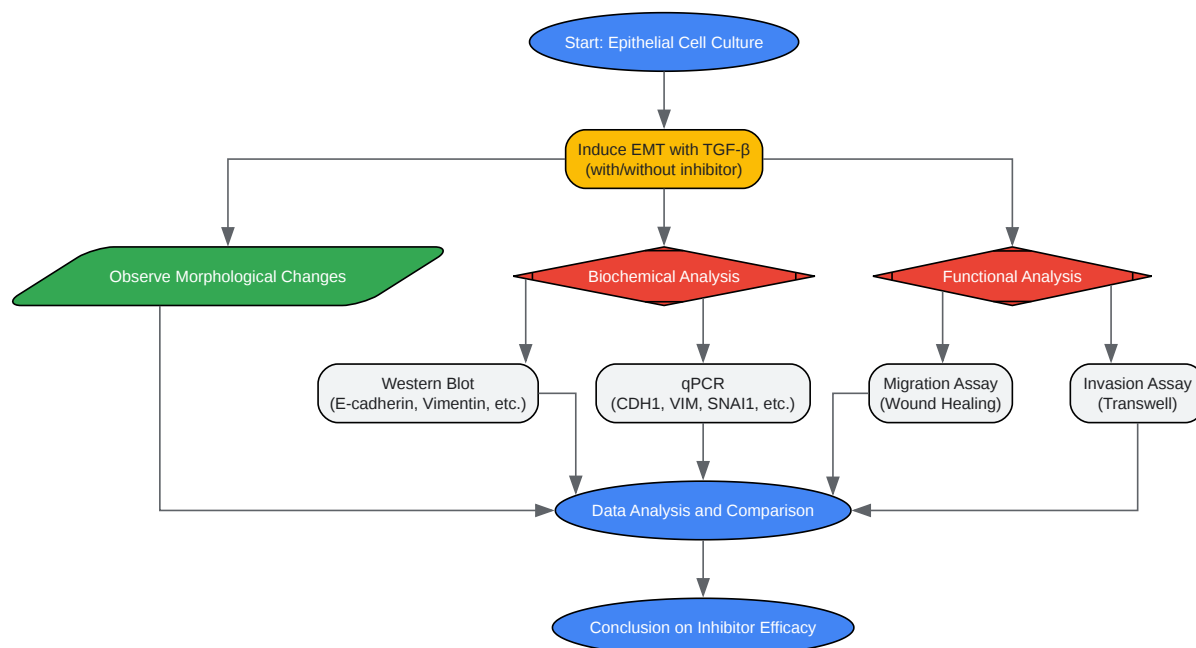 Start: Epithelial Cell Culture
Induce EMT with TGF-β
(with/without inhibitor)
Observe Morphological Changes
Biochemical Analysis
Functional Analysis
Western Blot
(E-cadherin, Vimentin, etc.)
qPCR
(CDH1, VIM, SNAI1, etc.)
Migration Assay
(Wound Healing)
Invasion Assay
(Transwell)
Data Analysis and Comparison
Conclusion on Inhibitor Efficacy